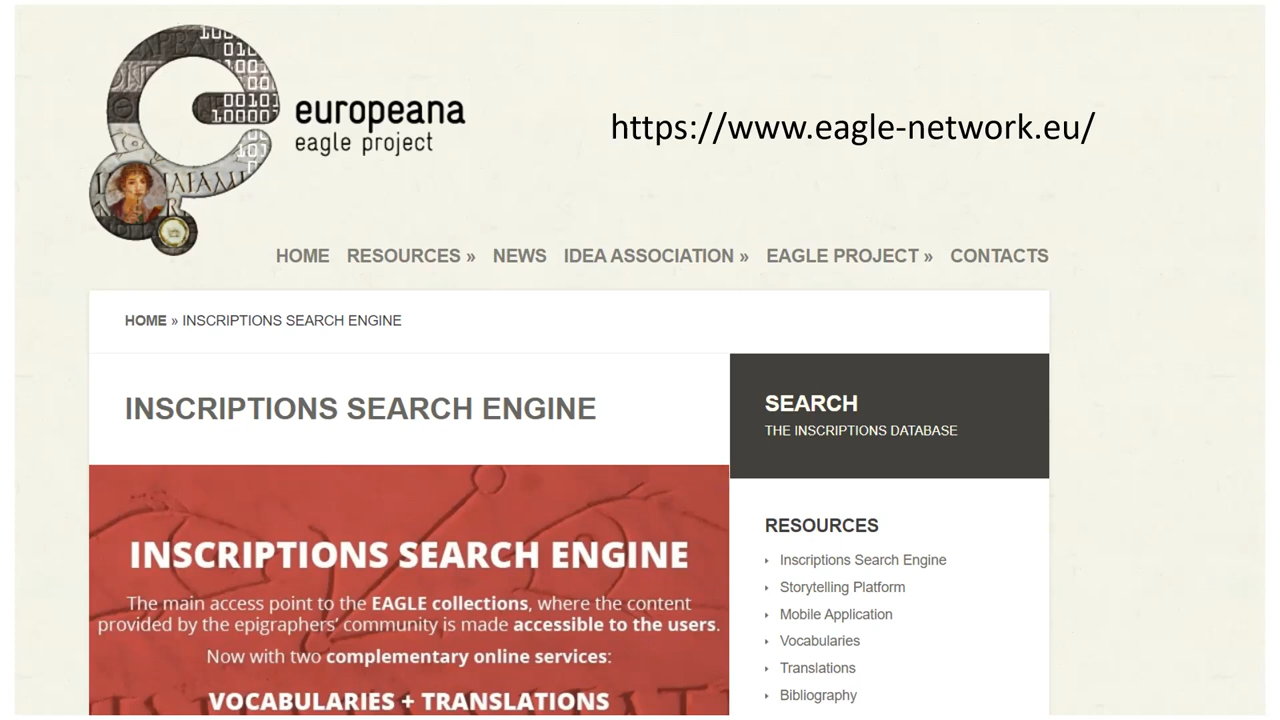 europeana
eagle project
https://www.eagle-network.eu/
HOME RESOURCES » NEWS IDEA ASSOCIATION » EAGLE PROJECT » CONTACTS
HOME » INSCRIPTIONS SEARCH ENGINE
INSCRIPTIONS SEARCH ENGINE
SEARCH
THE INSCRIPTIONS DATABASE
INSCRIPTIONS SEARCH ENGINE
The main access point to the EAGLE collections, where the content
provided by the epigraphers' community is made accessible to the users.
Now with two complementary online services:
VOCABULARIES + TRANSLATIONS
RESOURCES
Inscriptions Search Engine
Storytelling Platform
Mobile Application
Vocabularies
Translations
Bibliography